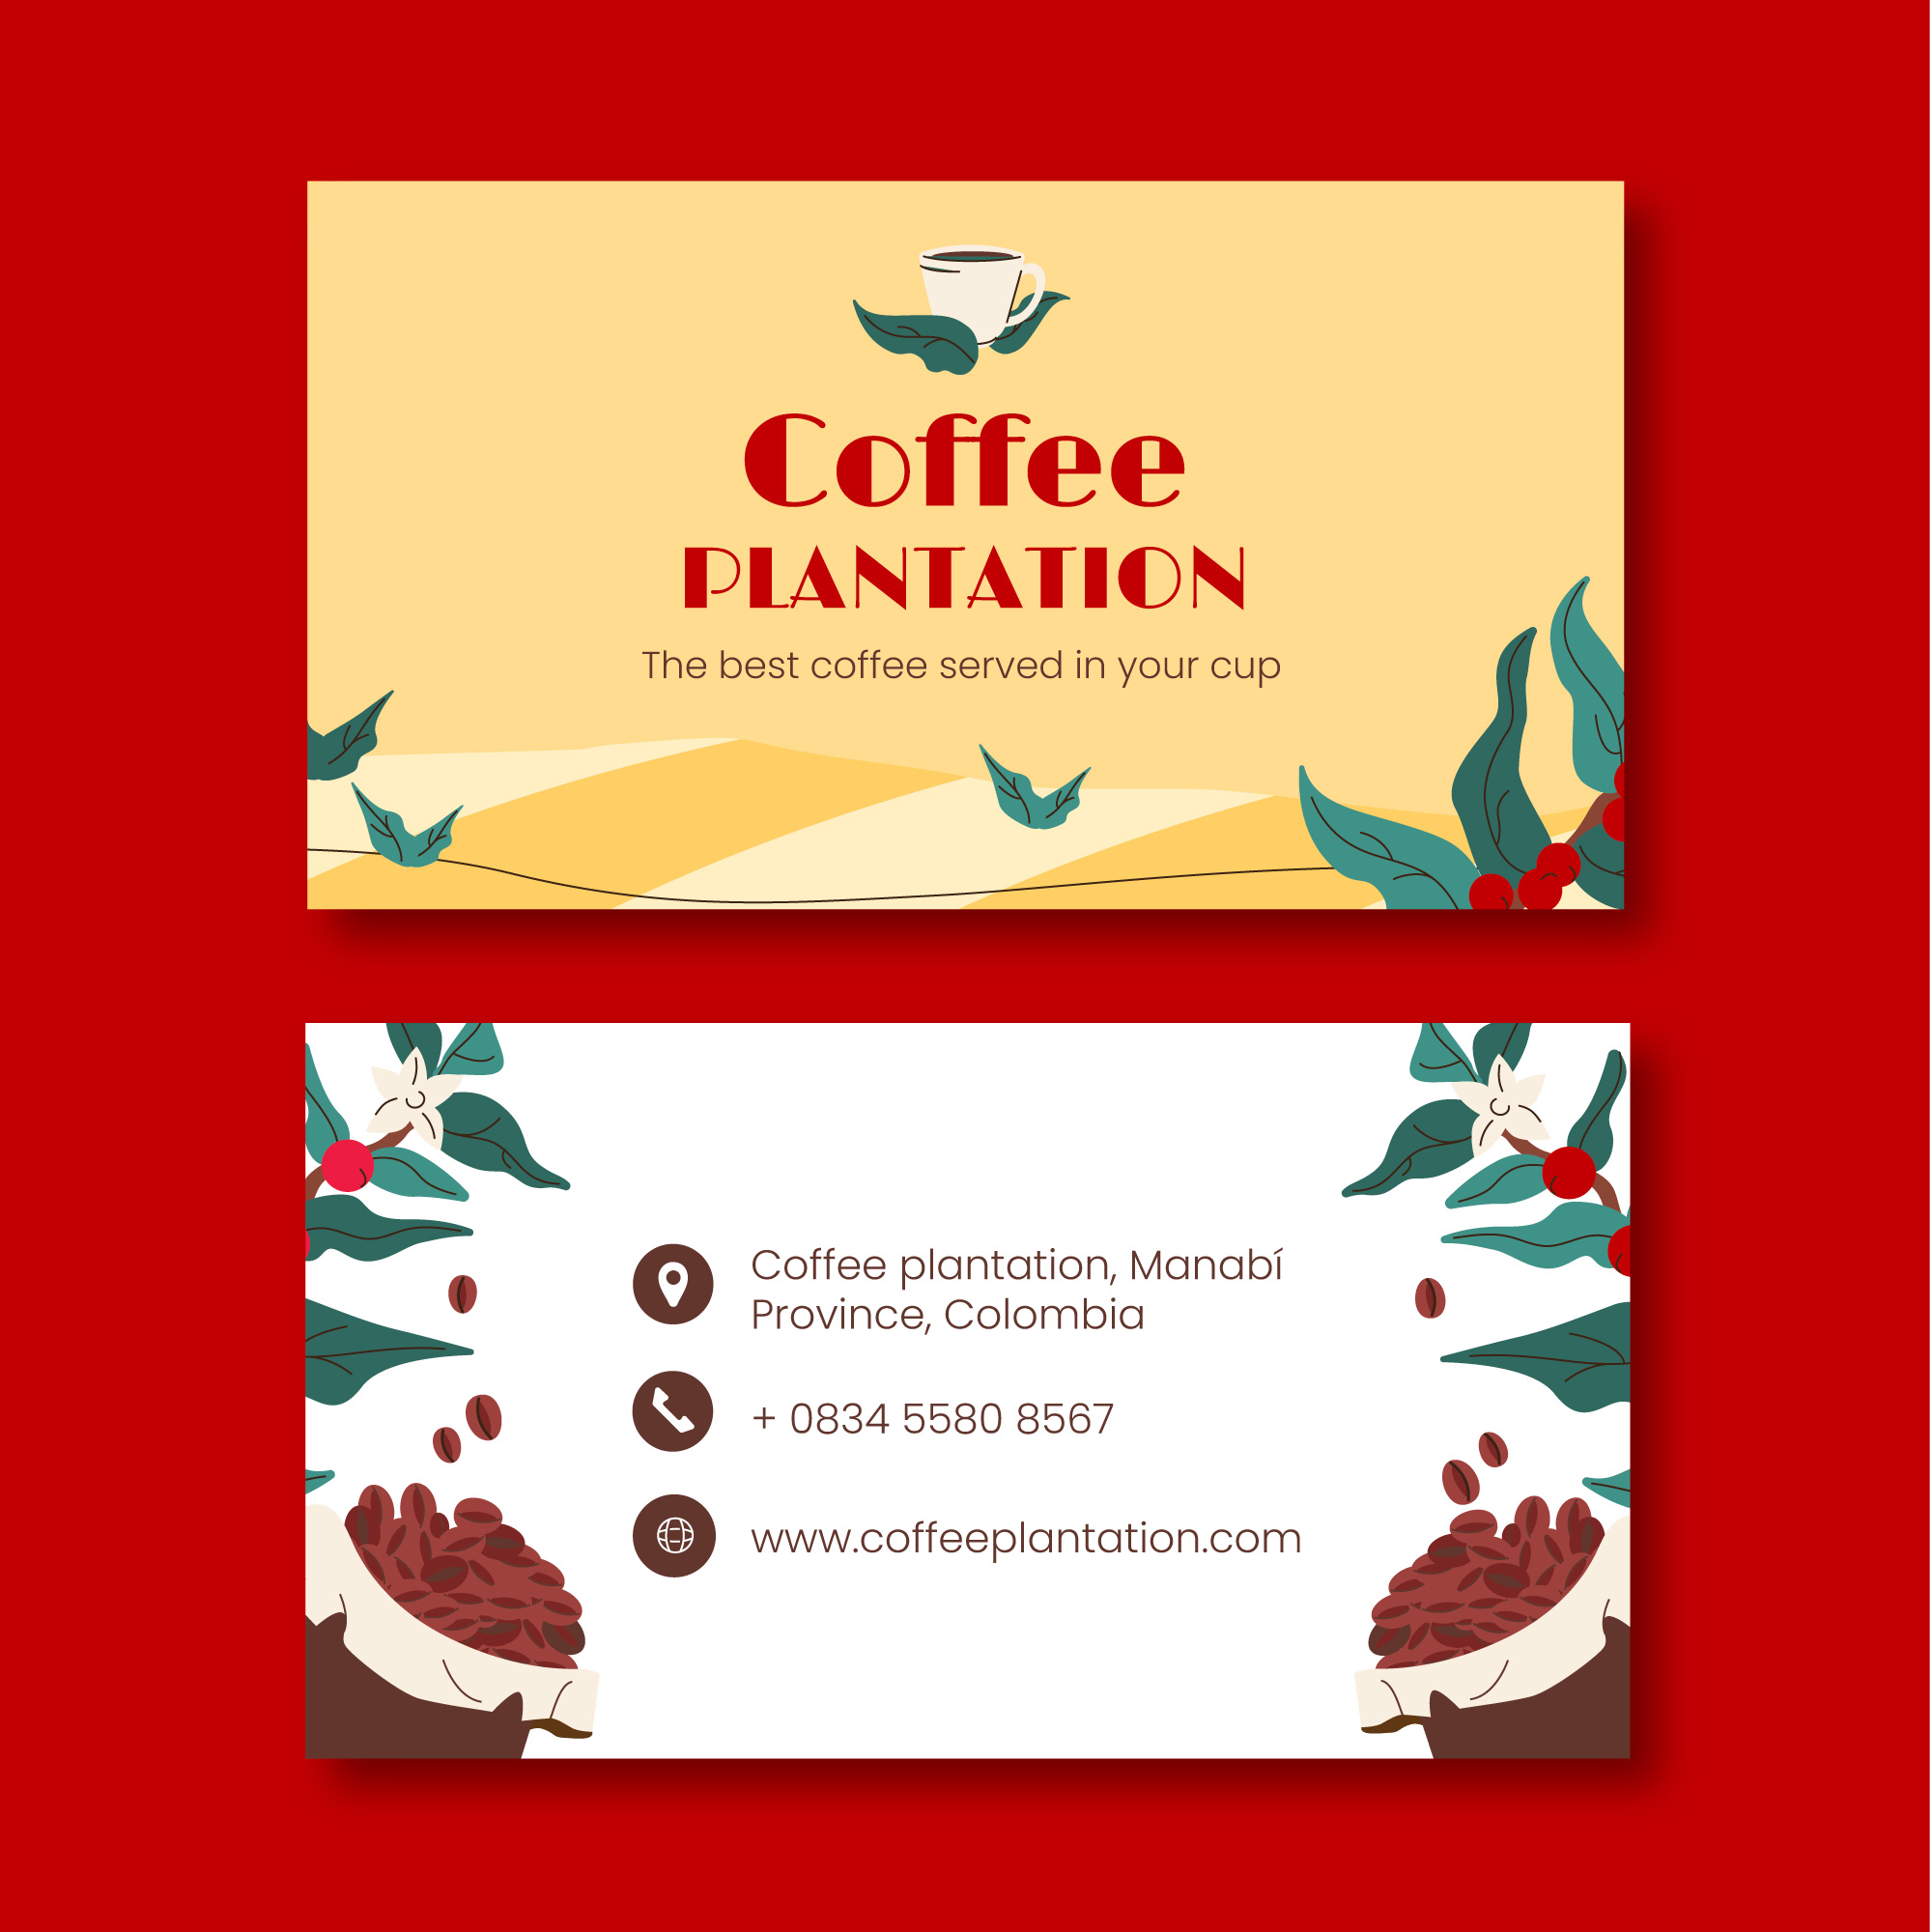 Coffee
PLANTATION
The best coffee served in your cup
Coffee plantation, Manabí
Province, Colombia
+ 0834 5580 8567
www.coffeeplantation.com